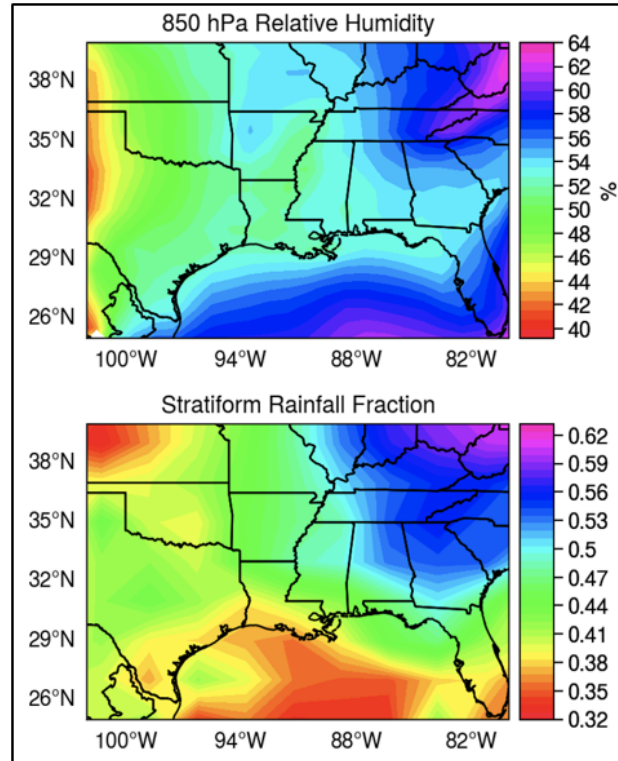 850 hPa Relative Humidity
38°N
35°N
32°N
29°N
26°N
100°W 94°W 88°W 82°W
64
62
60
58
56
54
52
50
48
46
44
42
40
%
Stratiform Rainfall Fraction
38°N
35°N
32°N
29°N
26°N
100°W 94°W 88°W 82°W
0.62
0.59
0.56
0.53
0.5
0.47
0.44
0.41
0.38
0.35
0.32